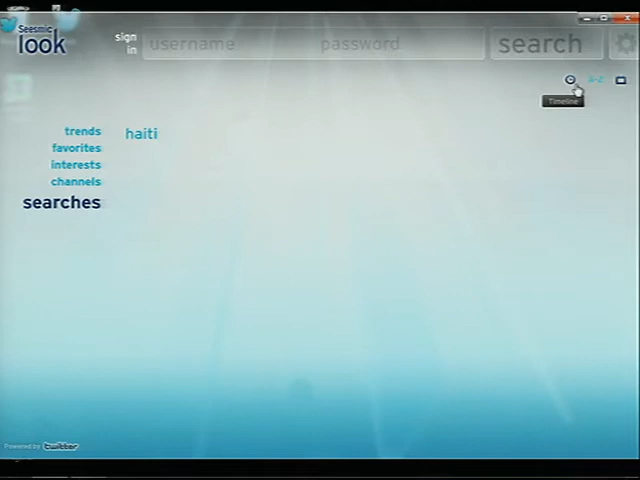 Seesmic
look
sign in
username
password
search
A-Z
Timeline
trends
haiti
favorites
interests
channels
searches
Powered by twitter